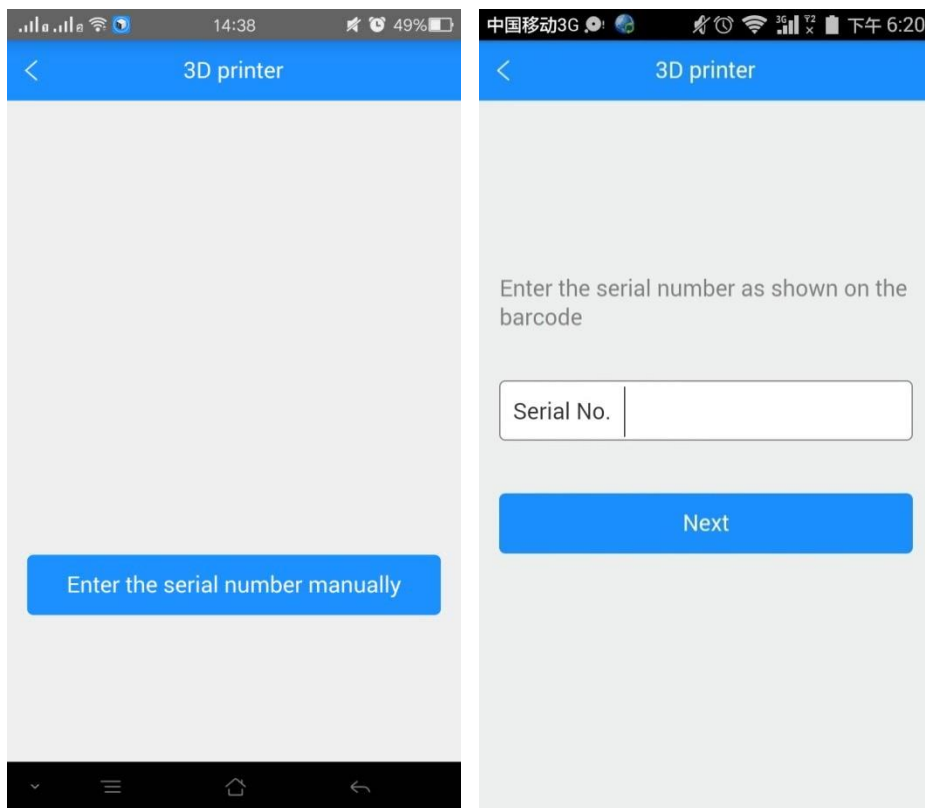 14:38
49%
3D printer
Enter the serial number manually
中国移动3G
3G
下午 6:20
3D printer
Enter the serial number as shown on the
barcode
Serial No.
Next